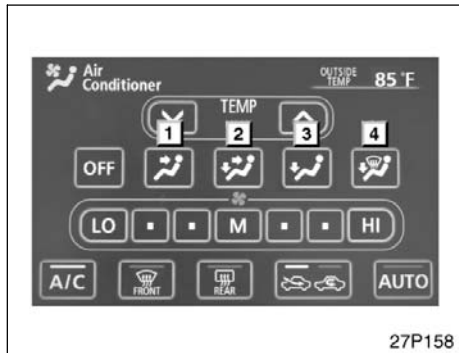 Air Conditioner
OUTSIDE TEMP 85°F
TEMP
1 2 3 4
OFF
LO M HI
A/C FRONT REAR AUTO
27P158